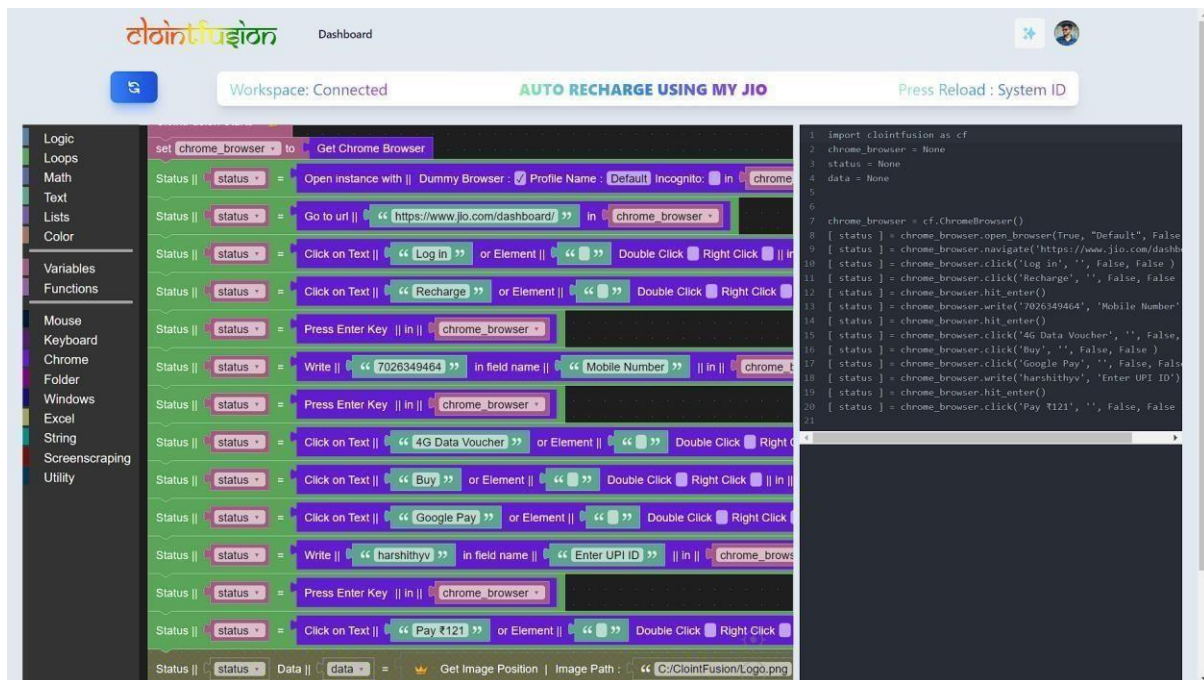 clointfusion
Dashboard
Workspace: Connected
AUTO RECHARGE USING MY JIO
Press Reload : System ID
Logic
Loops
Math
Text
Lists
Color
Variables
Functions
Mouse
Keyboard
Chrome
Folder
Windows
Excel
String
Screenscraping
Utility
set chrome_browser to Get Chrome Browser
Status || status = Open instance with || Dummy Browser : Profile Name : Default Incognito: in chrome
Status || status = Go to url || “ https://www.jio.com/dashboard/ ” in chrome_browser
Status || status = Click on Text || “ Log in ” or Element || “ ” Double Click Right Click || in
Status || status = Click on Text || “ Recharge ” or Element || “ ” Double Click Right Click
Status || status = Press Enter Key || in || chrome_browser
Status || status = Write || “ 7026349464 ” in field name || “ Mobile Number ” || in || chrome_b
Status || status = Press Enter Key || in || chrome_browser
Status || status = Click on Text || “ 4G Data Voucher ” or Element || “ ” Double Click Right C
Status || status = Click on Text || “ Buy ” or Element || “ ” Double Click Right Click || in ||
Status || status = Click on Text || “ Google Pay ” or Element || “ ” Double Click Right Click
Status || status = Write || “ harshithyv ” in field name || “ Enter UPI ID ” || in || chrome_brows
Status || status = Press Enter Key || in || chrome_browser
Status || status = Click on Text || “ Pay ₹121 ” or Element || “ ” Double Click Right Click
Status || status Data || data = Get Image Position | Image Path : “ C:/ClointFusion/Logo.png
1 import clointfusion as cf
2 chrome_browser = None
3 status = None
4 data = None
5
6
7 chrome_browser = cf.ChromeBrowser()
8 [ status ] = chrome_browser.open_browser(True, "Default", False
9 [ status ] = chrome_browser.navigate('https://www.jio.com/dashb
10 [ status ] = chrome_browser.click('Log in', '', False, False )
11 [ status ] = chrome_browser.click('Recharge', '', False, False
12 [ status ] = chrome_browser.hit_enter()
13 [ status ] = chrome_browser.write('7026349464', 'Mobile Number'
14 [ status ] = chrome_browser.hit_enter()
15 [ status ] = chrome_browser.click('4G Data Voucher', '', False,
16 [ status ] = chrome_browser.click('Buy', '', False, False )
17 [ status ] = chrome_browser.click('Google Pay', '', False, Fals
18 [ status ] = chrome_browser.write('harshithyv', 'Enter UPI ID')
19 [ status ] = chrome_browser.hit_enter()
20 [ status ] = chrome_browser.click('Pay ₹121', '', False, False
21